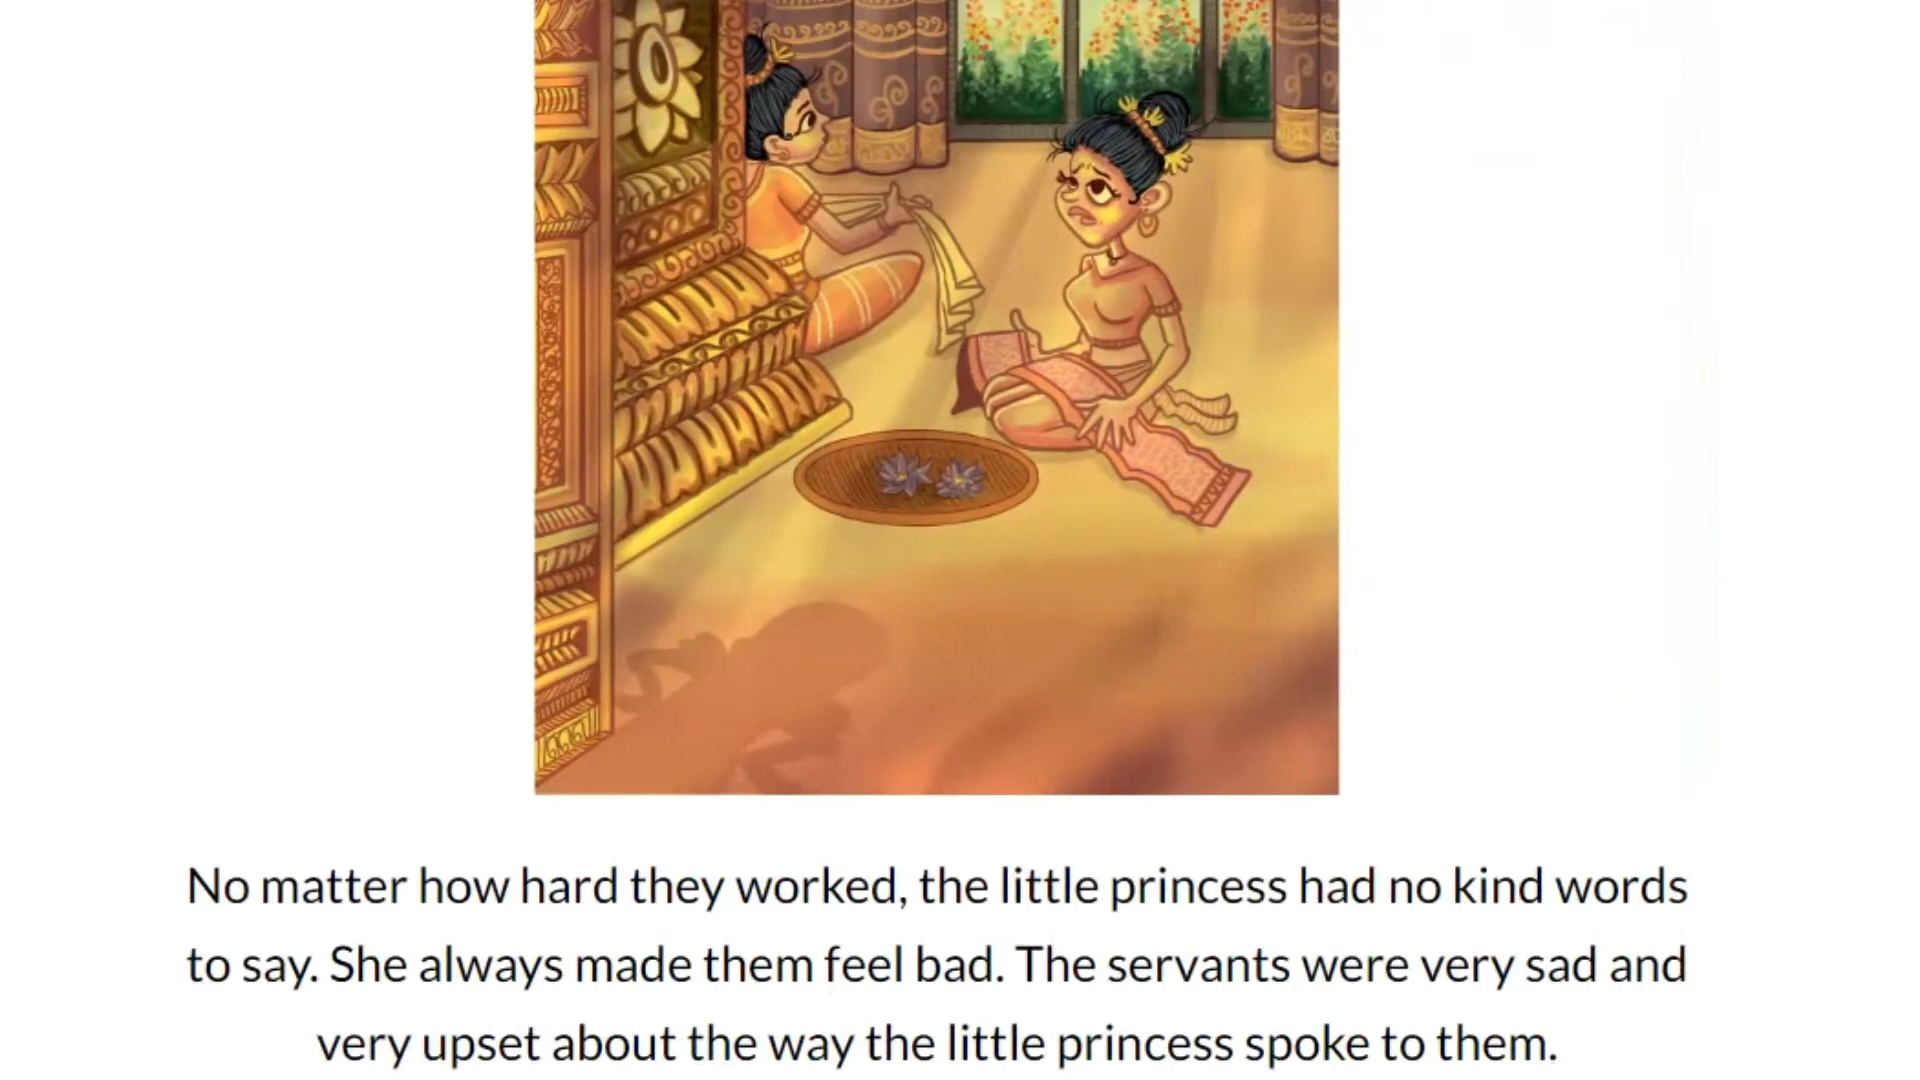 No matter how hard they worked, the little princess had no kind words
to say. She always made them feel bad. The servants were very sad and
very upset about the way the little princess spoke to them.